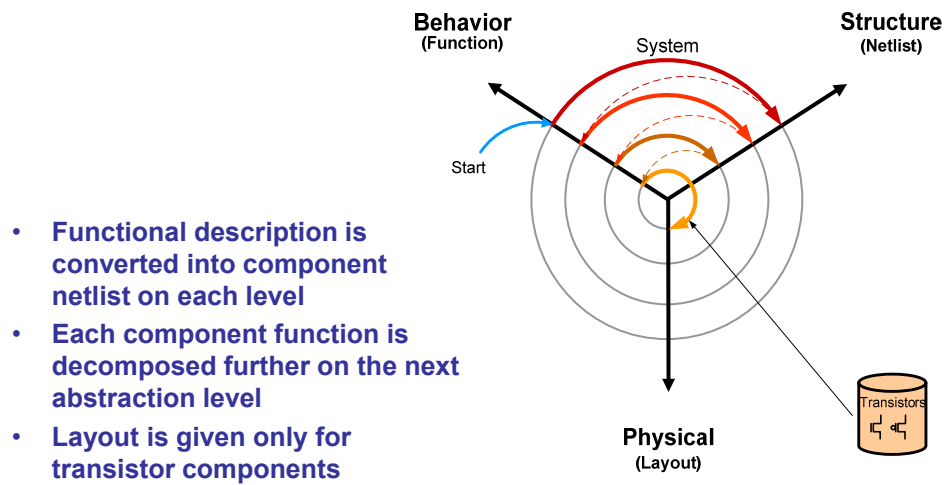 Behavior
(Function)
Structure
(Netlist)
System
Start
• Functional description is
converted into component
netlist on each level
• Each component function is
decomposed further on the next
abstraction level
• Layout is given only for
transistor components
Transistors
Physical
(Layout)